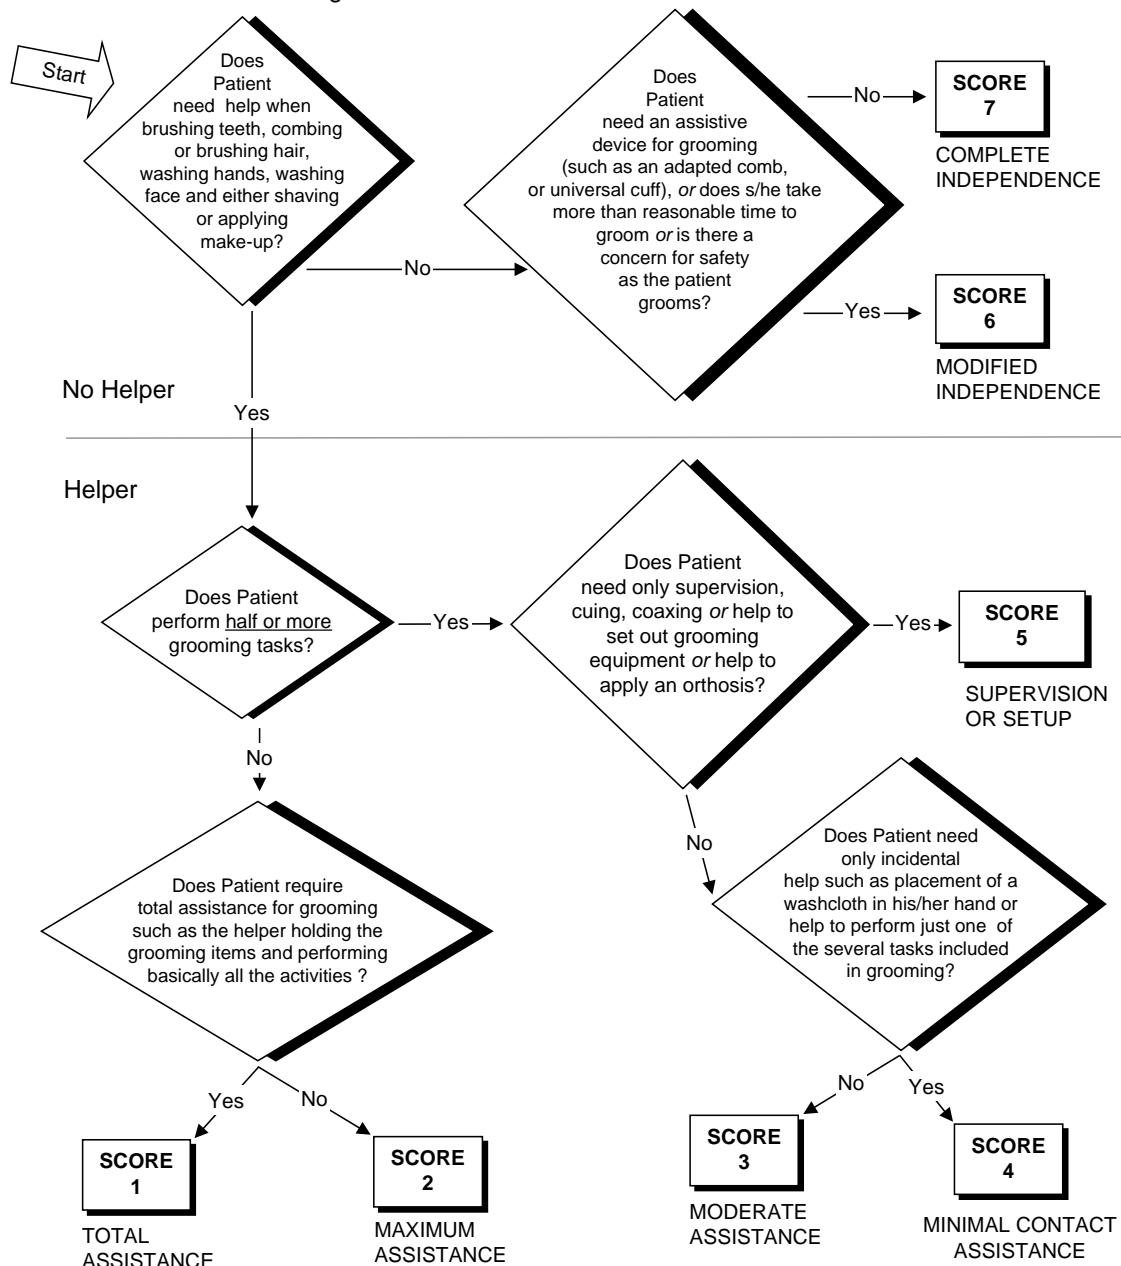 Start
Does
Patient
need help when
brushing teeth, combing
or brushing hair,
washing hands, washing
face and either shaving
or applying
make-up?
No
Does
Patient
need an assistive
device for grooming
(such as an adapted comb,
or universal cuff), or does s/he take
more than reasonable time to
groom or is there a
concern for safety
as the patient
grooms?
No
SCORE
7
COMPLETE
INDEPENDENCE
Yes
SCORE
6
MODIFIED
INDEPENDENCE
No Helper
Yes
Helper
Does Patient
perform half or more
grooming tasks?
Yes
Does Patient
need only supervision,
cuing, coaxing or help to
set out grooming
equipment or help to
apply an orthosis?
Yes
SCORE
5
SUPERVISION
OR SETUP
No
No
Does Patient require
total assistance for grooming
such as the helper holding the
grooming items and performing
basically all the activities ?
Does Patient need
only incidental
help such as placement of a
washcloth in his/her hand or
help to perform just one of
the several tasks included
in grooming?
Yes
No
No
Yes
SCORE
1
TOTAL
ASSISTANCE
SCORE
2
MAXIMUM
ASSISTANCE
SCORE
3
MODERATE
ASSISTANCE
SCORE
4
MINIMAL CONTACT
ASSISTANCE